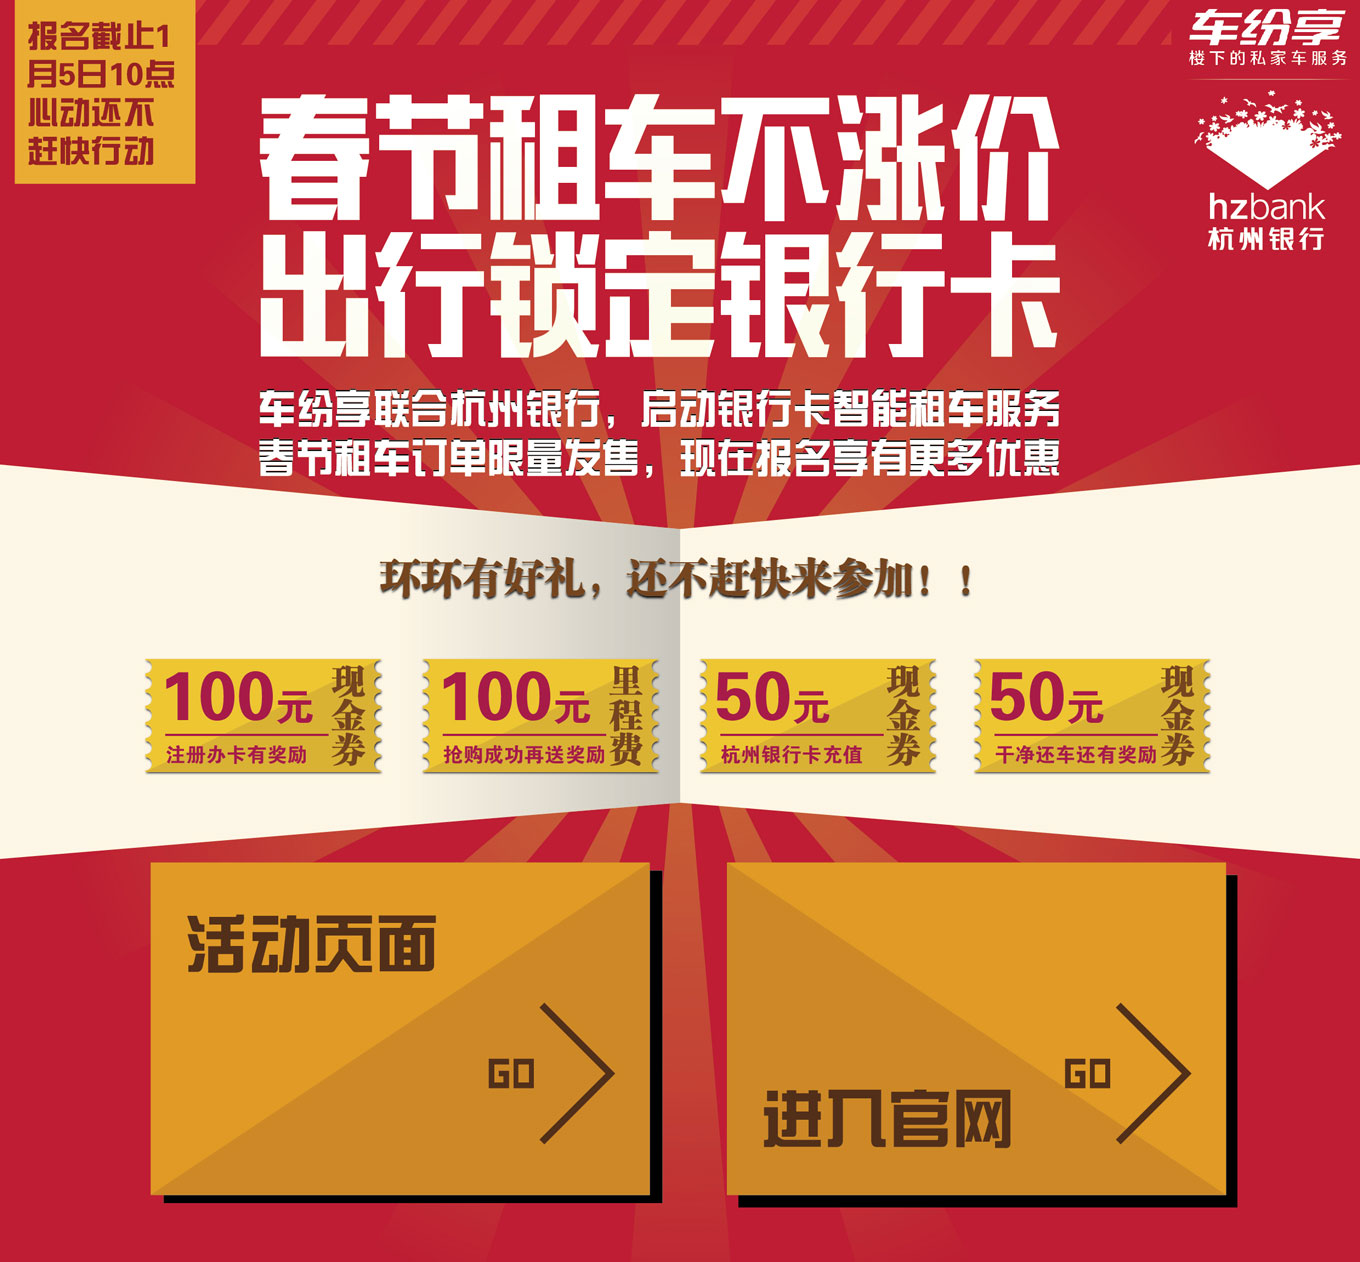 报名截止1
月5日10点
心动还不
赶快行动
车纷享
楼下的私家车服务
hzbank
杭州银行
春节租车不涨价
出行锁定银行卡
车纷享联合杭州银行，启动银行卡智能租车服务
春节租车订单限量发售，现在报名享有更多优惠
环环有好礼，还不赶快来参加！！
100元
注册办卡有奖励
现金券
100元
抢购成功再送奖励
里程费
50元
杭州银行卡充值
现金券
50元
干净还车还有奖励
现金券
活动页面
GO
进入官网
GO